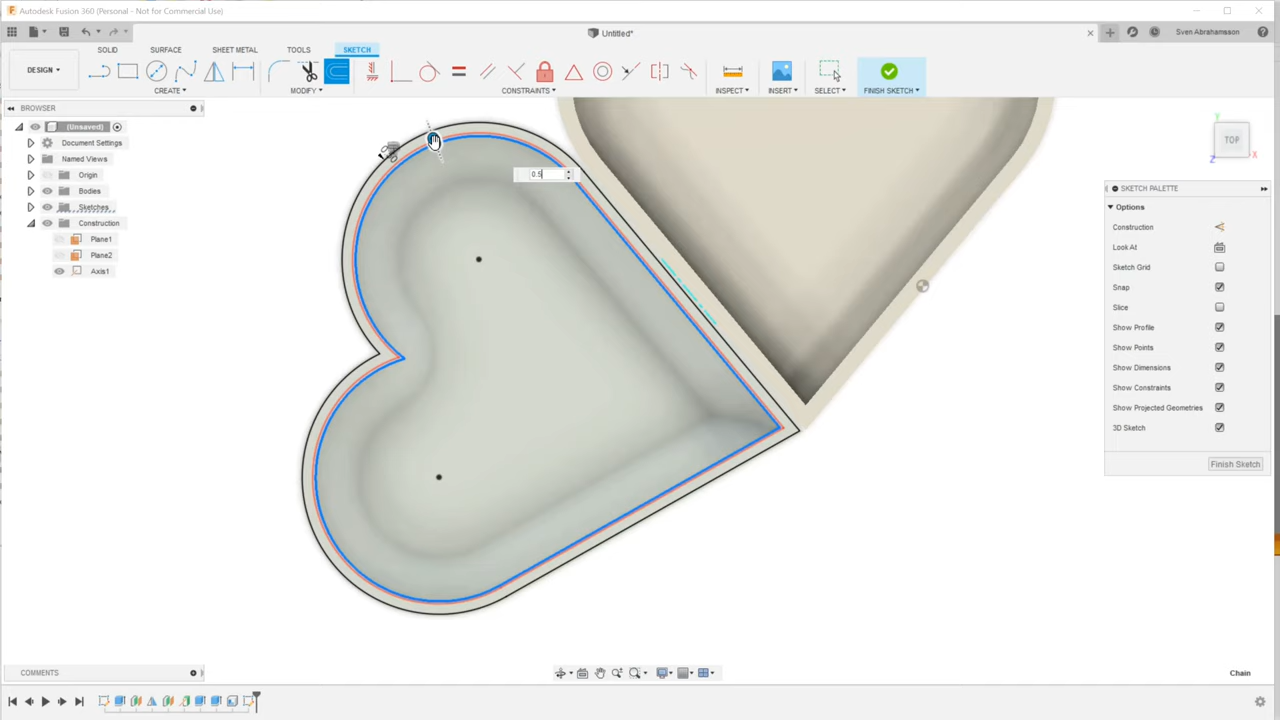 Autodesk Fusion 360 (Personal - Not for Commercial Use)
Untitled*
Sven Abrahamsson
SOLID SURFACE SHEET METAL TOOLS SKETCH
DESIGN
CREATE MODIFY CONSTRAINTS INSPECT INSERT SELECT FINISH SKETCH
BROWSER
(Unsaved)
Document Settings
Named Views
Origin
Bodies
Sketches
Construction
Plane1
Plane2
Axis1
0.5
TOP
Y
X
Z
SKETCH PALETTE
Options
Construction
Look At
Sketch Grid
Snap
Slice
Show Profile
Show Points
Show Dimensions
Show Constraints
Show Projected Geometries
3D Sketch
Finish Sketch
COMMENTS
Chain